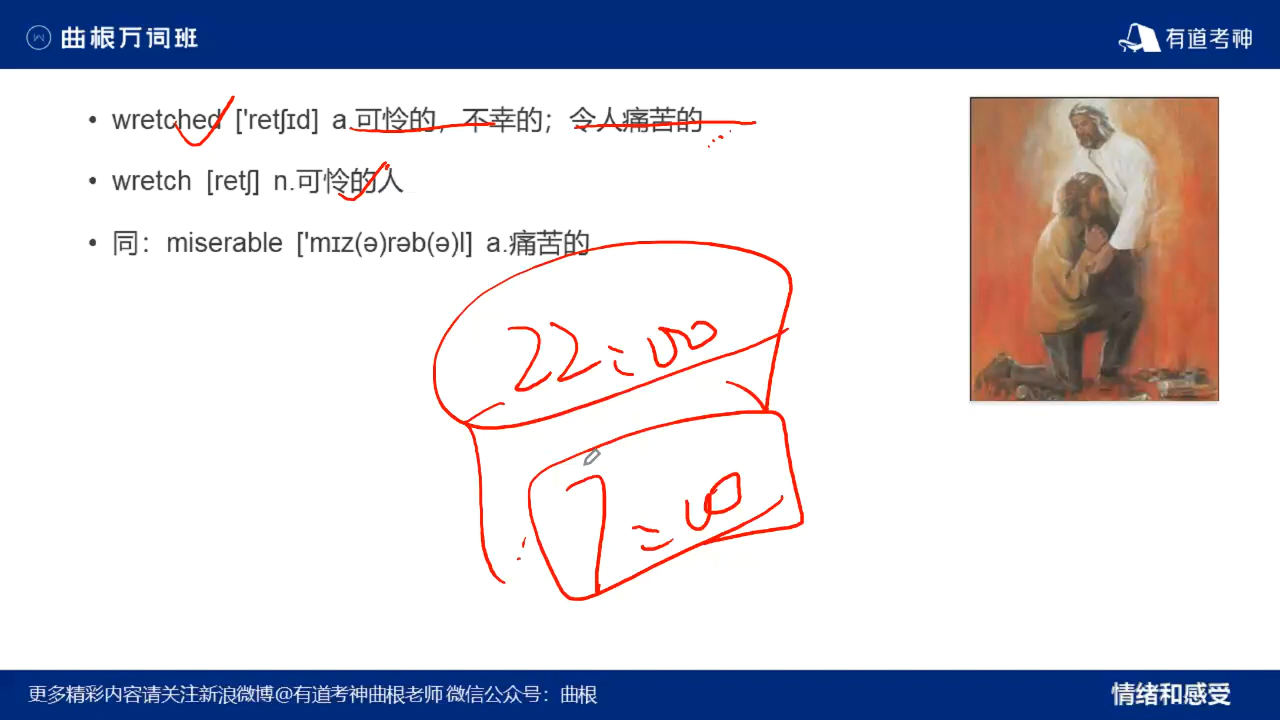 曲根万词班
有道考神
• wretched ['retʃɪd] a.可怜的，不幸的；令人痛苦的
• wretch [retʃ] n.可怜的人
• 同：miserable ['mɪz(ə)rəb(ə)l] a.痛苦的
22:00
7:00
更多精彩内容请关注新浪微博@有道考神曲根老师 微信公众号：曲根
情绪和感受